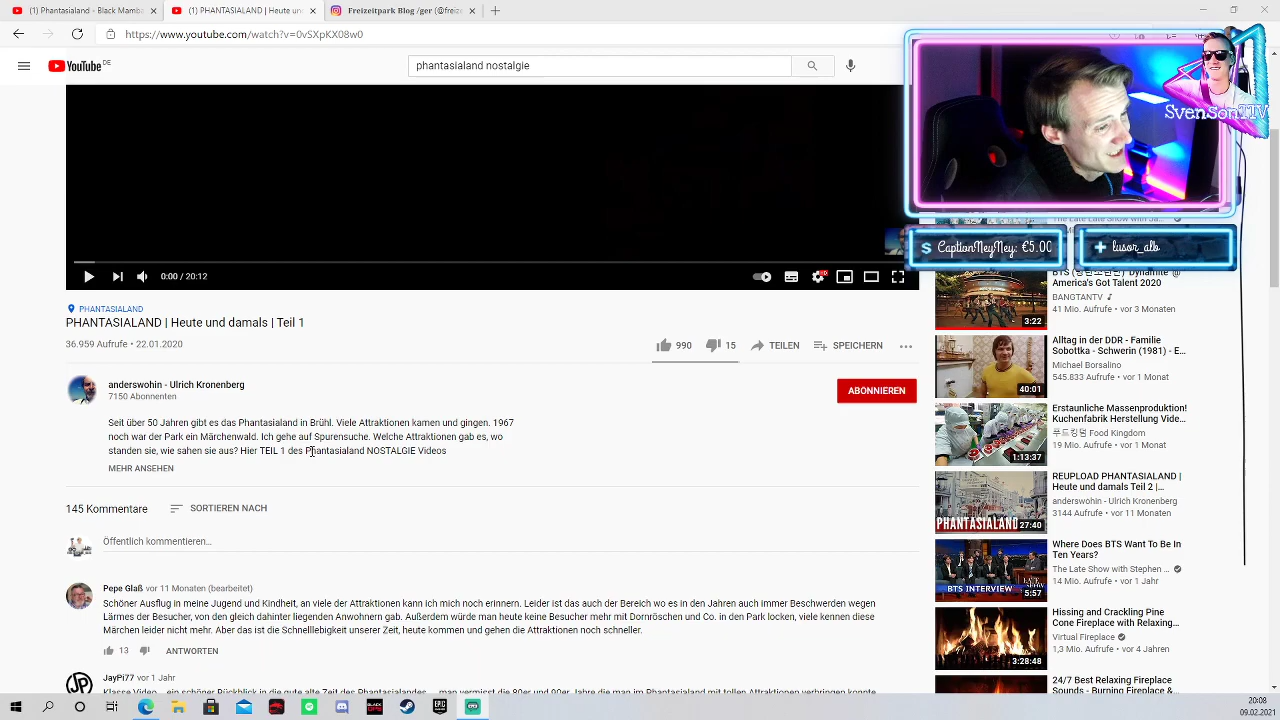 (1) Phantasialand - Black Mamba
(1) PHANTASIALAND | Heute und
Freizeitpark Blog /ger (@freize
https://www.youtube.com/watch?v=0vSXpKX08w0
YouTube DE
phantasialand nostalgie
SvenSonTTV
The Late Late Show with Ja...
$ CaptionNeyNey: €5.00
+ lusor_alb
0:00 / 20:12
HD
PHANTASIALAND
PHANTASIALAND | Heute und damals | Teil 1
36.959 Aufrufe • 22.01.2020
990
15
TEILEN
SPEICHERN
anderswohin - Ulrich Kronenberg
7150 Abonnenten
ABONNIEREN
Seit über 50 Jahren gibt es das Phantasialand in Brühl. Viele Attraktionen kamen und gingen. 1967
noch war der Park ein Märchenwald. Ich gehe auf Spurensuche. Welche Attraktionen gab es, wo
standen sie, wie sahen sie aus? Hier TEIL 1 des Phantasialand NOSTALGIE Videos
MEHR ANSEHEN
145 Kommentare
SORTIEREN NACH
Öffentlich kommentieren...
Pepe Glaß vor 11 Monaten (bearbeitet)
Schöner Ausflug in meine Jugend und Kindheit, an viele der Attraktionen kann ich mich noch erinnern. Leider ist das auch der Bereich wo es in den Jahren auch immer Beschwerden wegen
Lärmes der Besucher, von den gleich dahinter liegenden Anwohnern gab. Außerdem würde man heute keine Besucher mehr mit Dornröschen und Co. in den Park locken, viele kennen diese
Märchen leider nicht mehr. Aber das ist die Schnelllebigkeit unserer Zeit, heute kommen und gehen die Attraktionen noch schneller.
13
ANTWORTEN
JP
JayPi77 vor 1 Jahr
BTS (방탄소년단) 'Dynamite' @
America's Got Talent 2020
BANGTANTV
41 Mio. Aufrufe • vor 3 Monaten
3:22
Alltag in der DDR - Familie
Sobottka - Schwerin (1981) - E...
Michael Borsalino
545.833 Aufrufe • vor 1 Monat
40:01
Erstaunliche Massenproduktion!
Kuchenfabrik Herstellung Vide...
푸드킹덤 Food Kingdom
19 Mio. Aufrufe • vor 1 Monat
1:13:37
REUPLOAD PHANTASIALAND |
Heute und damals Teil 2 |...
anderswohin - Ulrich Kronenberg
3144 Aufrufe • vor 11 Monaten
PHANTASIALAND
27:40
Where Does BTS Want To Be In
Ten Years?
The Late Show with Stephen ...
14 Mio. Aufrufe • vor 1 Jahr
BTS INTERVIEW
5:57
Hissing and Crackling Pine
Cone Fireplace with Relaxing...
Virtual Fireplace
1,3 Mio. Aufrufe • vor 4 Jahren
3:28:48
24/7 Best Relaxing Fireplace
Sounds - Burning Fireplace &
20:08
09.02.2021